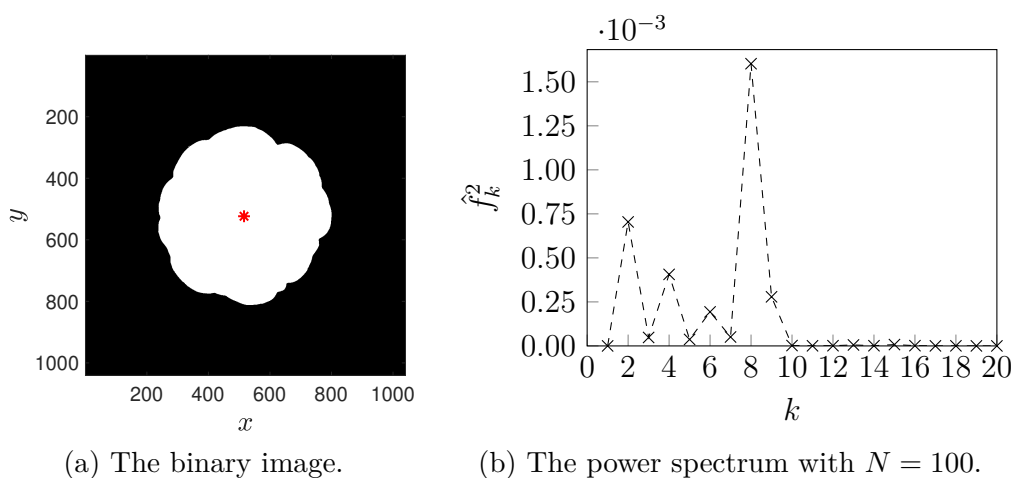 200
400
600
800
1000
y
200 400 600 800 1000
x
(a) The binary image.
·10⁻³
1.50
1.25
1.00
0.75
0.50
0.25
0.00
f̂ₖ²
0 2 4 6 8 10 12 14 16 18 20
k
(b) The power spectrum with N = 100.